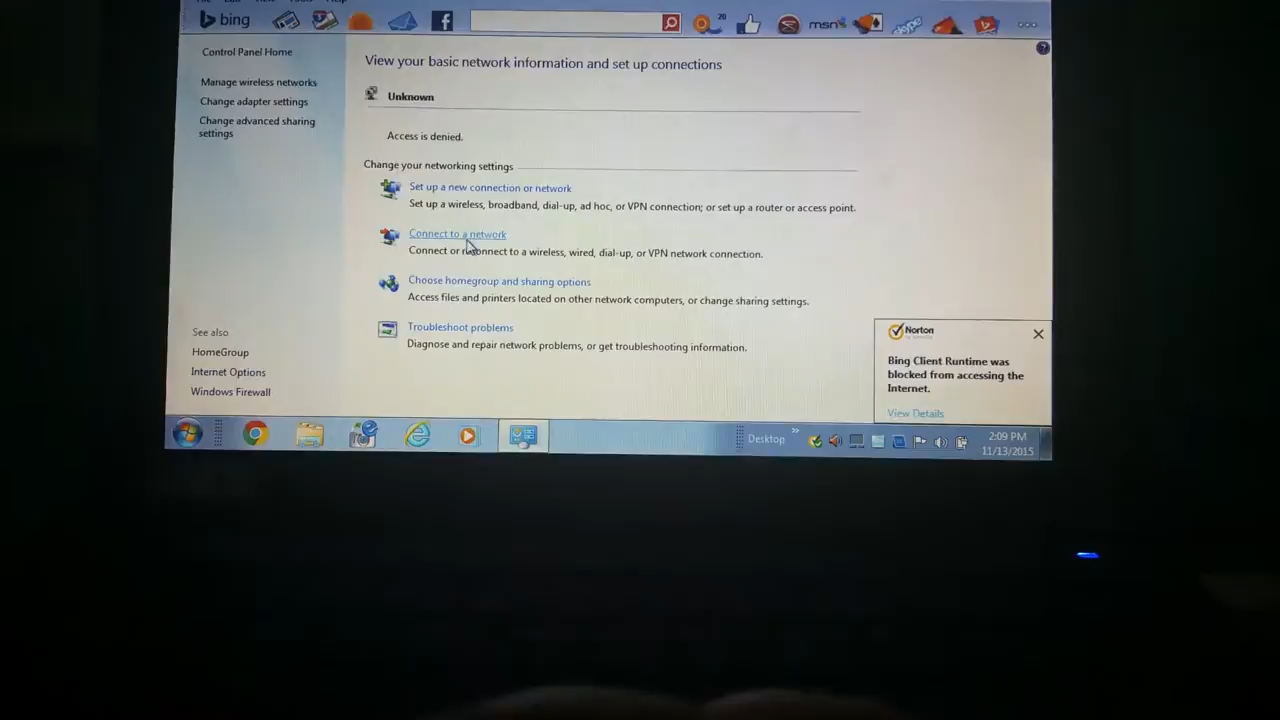 bing
20
msn
skype
Control Panel Home
View your basic network information and set up connections
Manage wireless networks
Change adapter settings
Change advanced sharing
settings
Unknown
Access is denied.
Change your networking settings
Set up a new connection or network
Set up a wireless, broadband, dial-up, ad hoc, or VPN connection; or set up a router or access point.
Connect to a network
Connect or reconnect to a wireless, wired, dial-up, or VPN network connection.
Choose homegroup and sharing options
Access files and printers located on other network computers, or change sharing settings.
Troubleshoot problems
Diagnose and repair network problems, or get troubleshooting information.
See also
HomeGroup
Internet Options
Windows Firewall
Norton
Bing Client Runtime was
blocked from accessing the
Internet.
View Details
Desktop
2:09 PM
11/13/2015